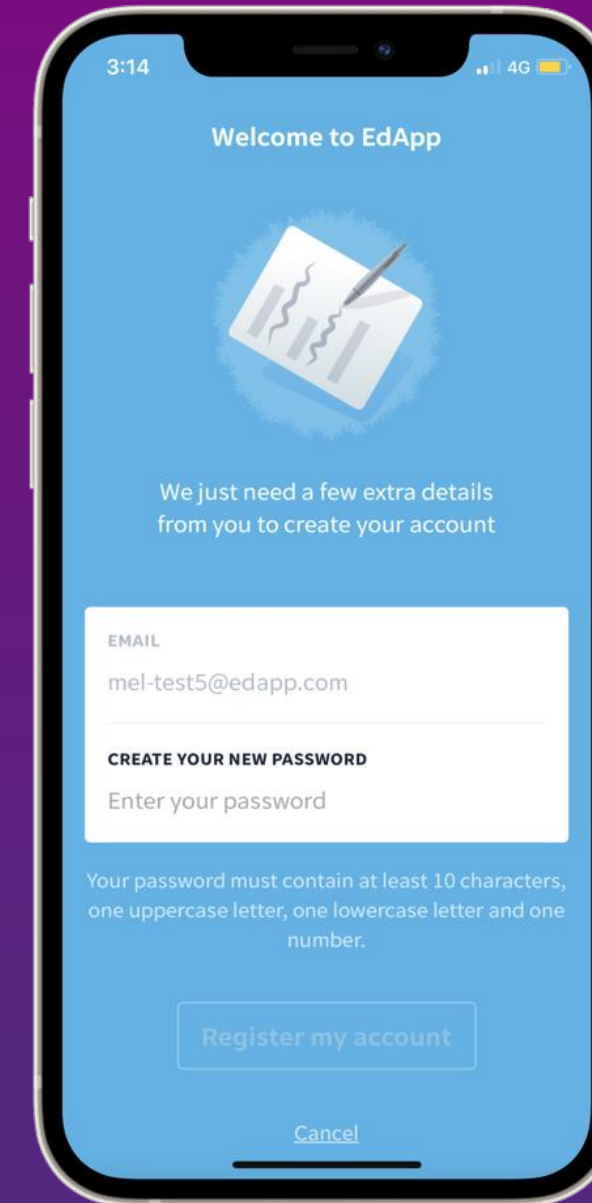 3:14
4G
Welcome to EdApp
We just need a few extra details
from you to create your account
EMAIL
mel-test5@edapp.com
CREATE YOUR NEW PASSWORD
Enter your password
Your password must contain at least 10 characters,
one uppercase letter, one lowercase letter and one
number.
Register my account
Cancel